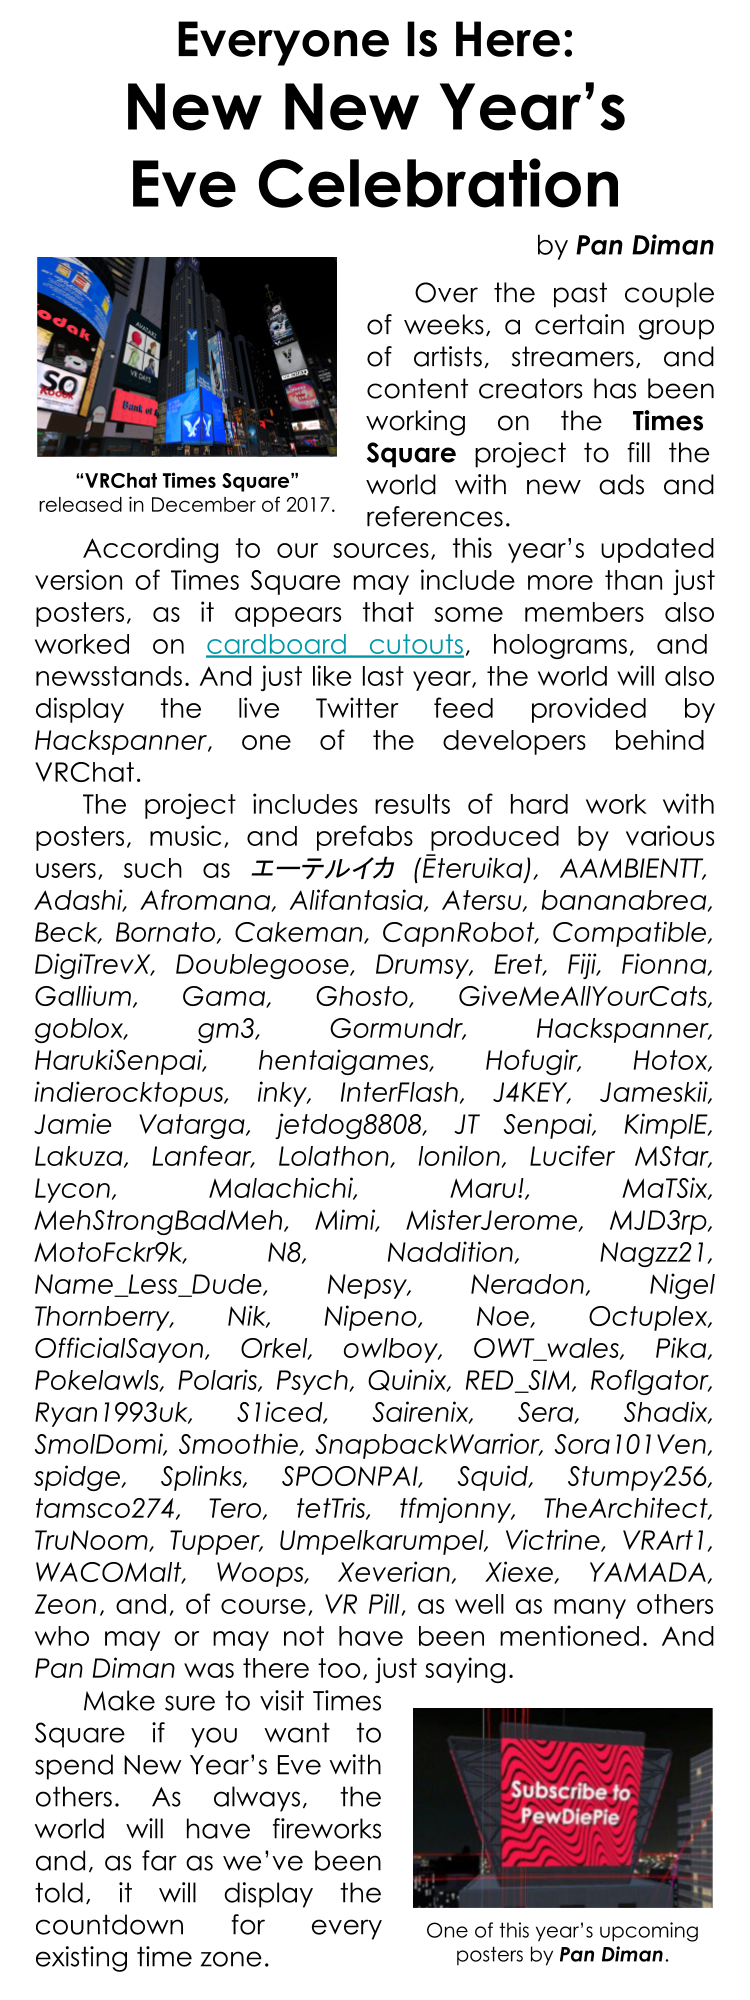 Everyone Is Here:
New New Year’s
Eve Celebration
by Pan Diman
Kodak
SO
Kodak
AVATARZ
VR DAYS
Bank of
“VRChat Times Square”
released in December of 2017.
Over the past couple
of weeks, a certain group
of artists, streamers, and
content creators has been
working on the Times
Square project to fill the
world with new ads and
references.
According to our sources, this year’s updated
version of Times Square may include more than just
posters, as it appears that some members also
worked on cardboard cutouts, holograms, and
newsstands. And just like last year, the world will also
display the live Twitter feed provided by
Hackspanner, one of the developers behind
VRChat.
The project includes results of hard work with
posters, music, and prefabs produced by various
users, such as エーテルイカ (Ēteruika), AAMBIENTT,
Adashi, Afromana, Alifantasia, Atersu, bananabrea,
Beck, Bornato, Cakeman, CapnRobot, Compatible,
DigiTrevX, Doublegoose, Drumsy, Eret, Fiji, Fionna,
Gallium, Gama, Ghosto, GiveMeAllYourCats,
goblox, gm3, Gormundr, Hackspanner,
HarukiSenpai, hentaigames, Hofugir, Hotox,
indierocktopus, inky, InterFlash, J4KEY, Jameskii,
Jamie Vatarga, jetdog8808, JT Senpai, KimplE,
Lakuza, Lanfear, Lolathon, lonilon, Lucifer MStar,
Lycon, Malachichi, Maru!, MaTSix,
MehStrongBadMeh, Mimi, MisterJerome, MJD3rp,
MotoFckr9k, N8, Naddition, Nagzz21,
Name_Less_Dude, Nepsy, Neradon, Nigel
Thornberry, Nik, Nipeno, Noe, Octuplex,
OfficialSayon, Orkel, owlboy, OWT_wales, Pika,
Pokelawls, Polaris, Psych, Quinix, RED_SIM, Roflgator,
Ryan1993uk, S1iced, Sairenix, Sera, Shadix,
SmolDomi, Smoothie, SnapbackWarrior, Sora101Ven,
spidge, Splinks, SPOONPAI, Squid, Stumpy256,
tamsco274, Tero, tetTris, tfmjonny, TheArchitect,
TruNoom, Tupper, Umpelkarumpel, Victrine, VRArt1,
WACOMalt, Woops, Xeverian, Xiexe, YAMADA,
Zeon, and, of course, VR Pill, as well as many others
who may or may not have been mentioned. And
Pan Diman was there too, just saying.
Make sure to visit Times
Square if you want to
spend New Year’s Eve with
others. As always, the
world will have fireworks
and, as far as we’ve been
told, it will display the
countdown for every
existing time zone.
Subscribe to
PewDiePie
One of this year’s upcoming
posters by Pan Diman.